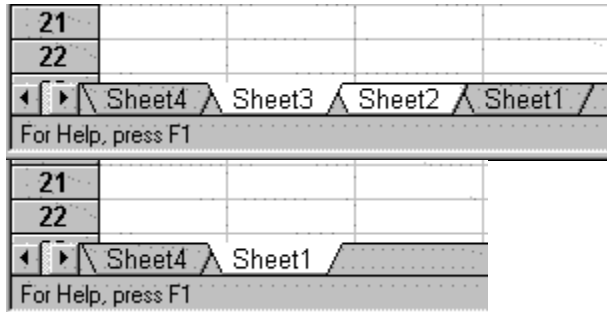 21
22
Sheet4 Sheet3 Sheet2 Sheet1
For Help, press F1
21
22
Sheet4 Sheet1
For Help, press F1